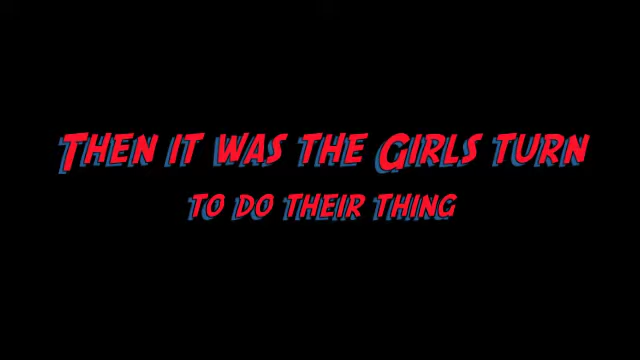 Then it was the Girls turn
to do their thing